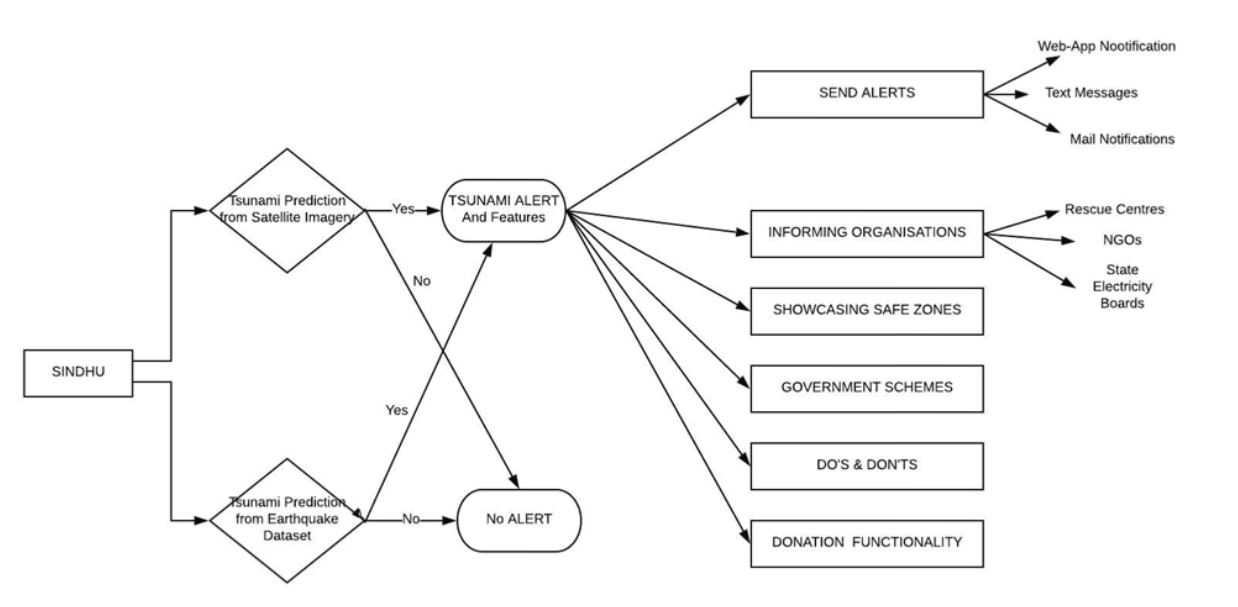 SINDHU
Tsunami Prediction
from Satellite Imagery
Yes
No
Tsunami Prediction
from Earthquake
Dataset
Yes
No
TSUNAMI ALERT
And Features
No ALERT
SEND ALERTS
Web-App Nootification
Text Messages
Mail Notifications
INFORMING ORGANISATIONS
Rescue Centres
NGOs
State
Electricity
Boards
SHOWCASING SAFE ZONES
GOVERNMENT SCHEMES
DO'S & DON'TS
DONATION FUNCTIONALITY